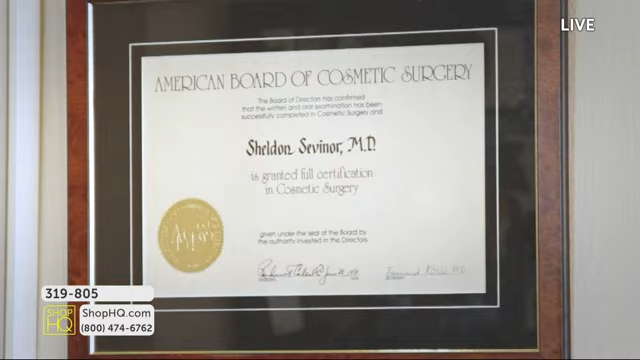 LIVE
AMERICAN BOARD OF COSMETIC SURGERY
The Board of Directors has confirmed
that the written and oral examination has been
successfully completed in Cosmetic Surgery and
Sheldon Sevinor, M.D.
is granted full certification
in Cosmetic Surgery
given under the seal of the Board by
the authority invested in the Directors
319-805
SHOP HQ
ShopHQ.com
(800) 474-6762